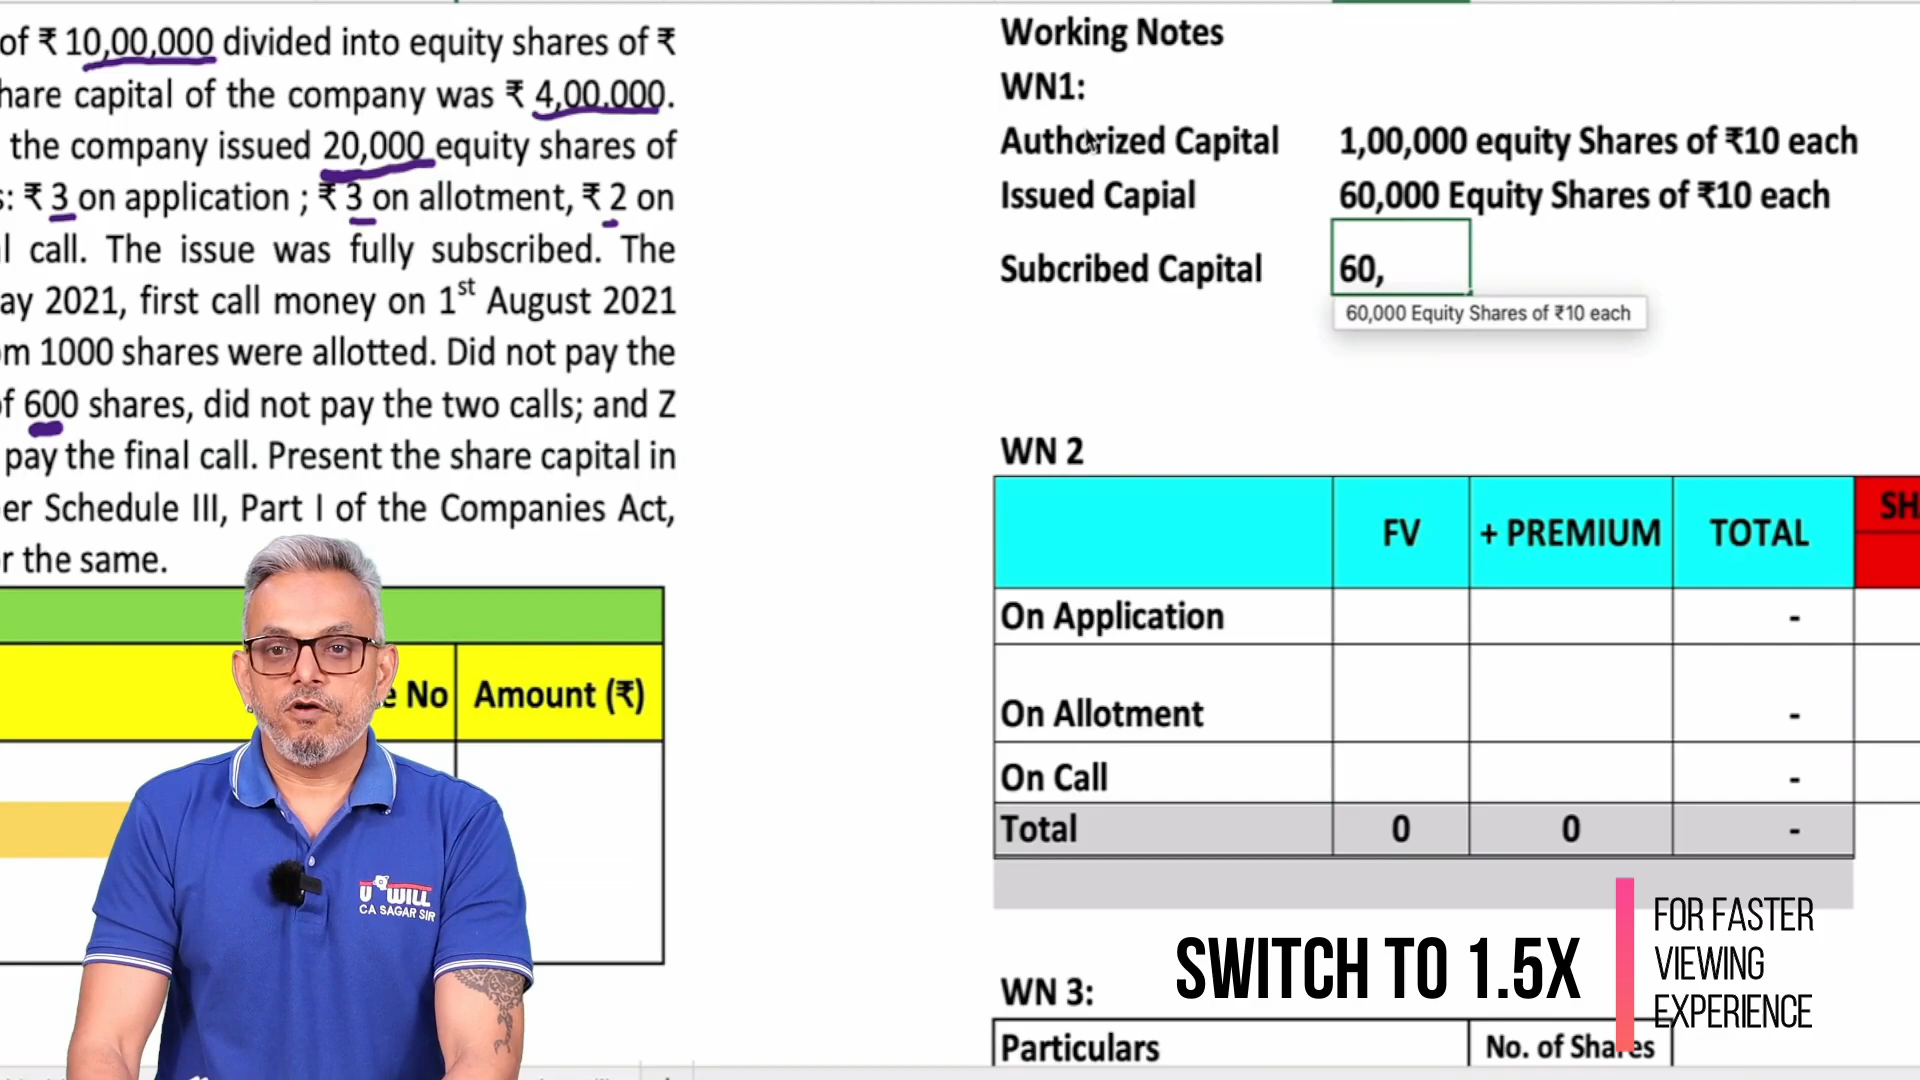 of ₹ 10,00,000 divided into equity shares of ₹
hare capital of the company was ₹ 4,00,000.
the company issued 20,000 equity shares of
s: ₹ 3 on application ; ₹ 3 on allotment, ₹ 2 on
l call. The issue was fully subscribed. The
ay 2021, first call money on 1st August 2021
om 1000 shares were allotted. Did not pay the
of 600 shares, did not pay the two calls; and Z
pay the final call. Present the share capital in
er Schedule III, Part I of the Companies Act,
r the same.
e No Amount (₹)
U WILL
CA SAGAR SIR
Working Notes
WN1:
Authorized Capital 1,00,000 equity Shares of ₹10 each
Issued Capial 60,000 Equity Shares of ₹10 each
Subcribed Capital 60,
60,000 Equity Shares of ₹10 each
WN 2
FV + PREMIUM TOTAL SHA
On Application -
On Allotment -
On Call -
Total 0 0 -
WN 3:
Particulars No. of Shares
SWITCH TO 1.5X
FOR FASTER
VIEWING
EXPERIENCE